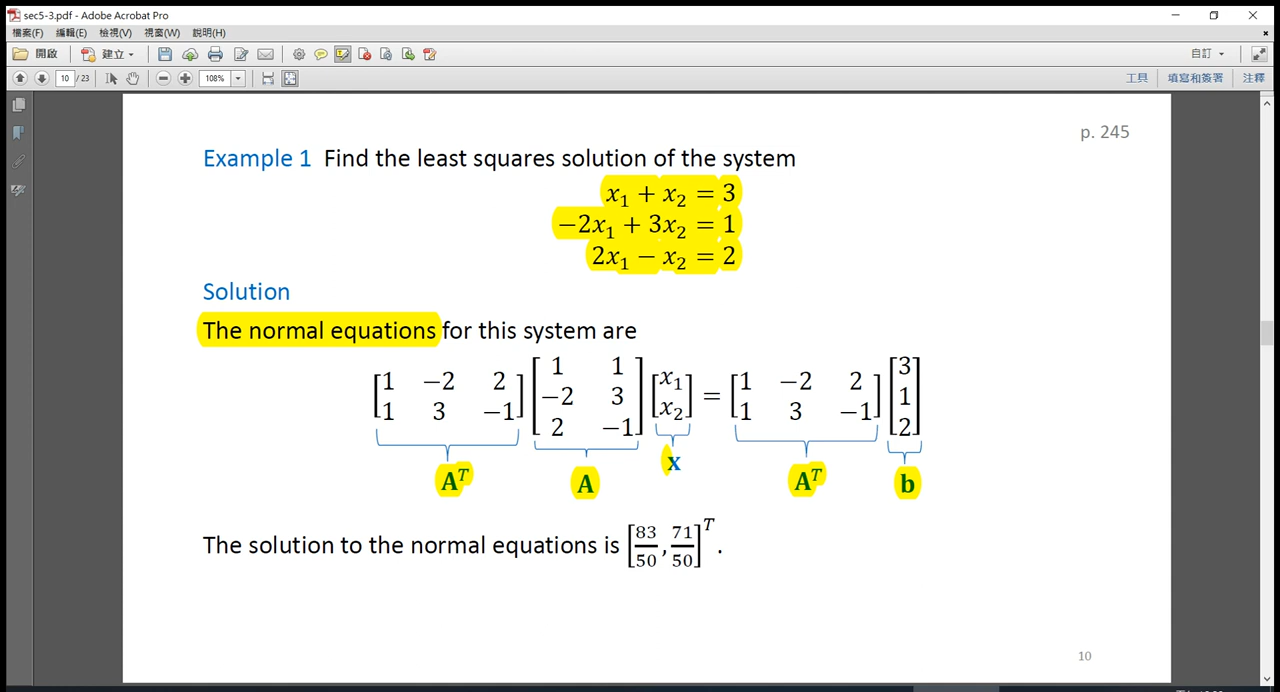 sec5-3.pdf - Adobe Acrobat Pro
檔案(F) 編輯(E) 檢視(V) 視窗(W) 說明(H)
開啟 建立 自訂
10 / 23 108% 工具 填寫和簽署 注釋
p. 245
Example 1 Find the least squares solution of the system
x₁ + x₂ = 3
−2x₁ + 3x₂ = 1
2x₁ − x₂ = 2
Solution
The normal equations for this system are
[1 −2 2; 1 3 −1] [1 1; −2 3; 2 −1] [x₁; x₂] = [1 −2 2; 1 3 −1] [3; 1; 2]
Aᵀ A x Aᵀ b
The solution to the normal equations is [83/50, 71/50]ᵀ.
10